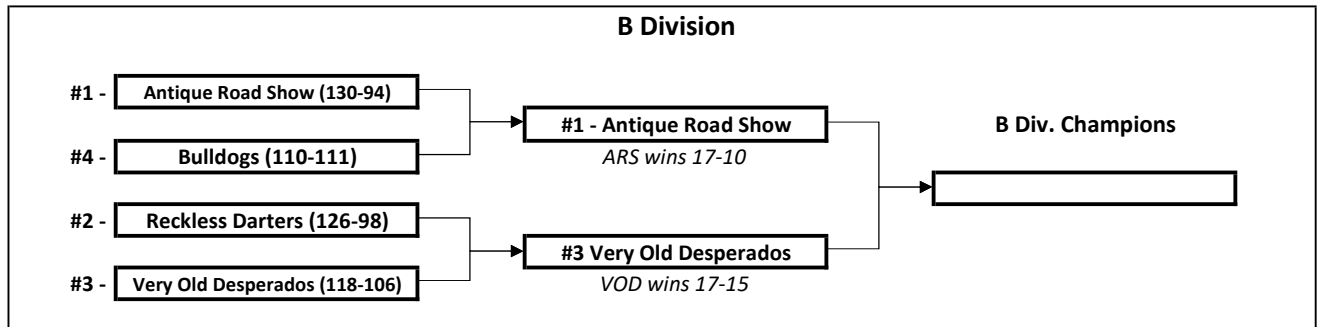 B Division
#1 - Antique Road Show (130-94)
#4 - Bulldogs (110-111)
#2 - Reckless Darters (126-98)
#3 - Very Old Desperados (118-106)
#1 - Antique Road Show
ARS wins 17-10
#3 Very Old Desperados
VOD wins 17-15
B Div. Champions